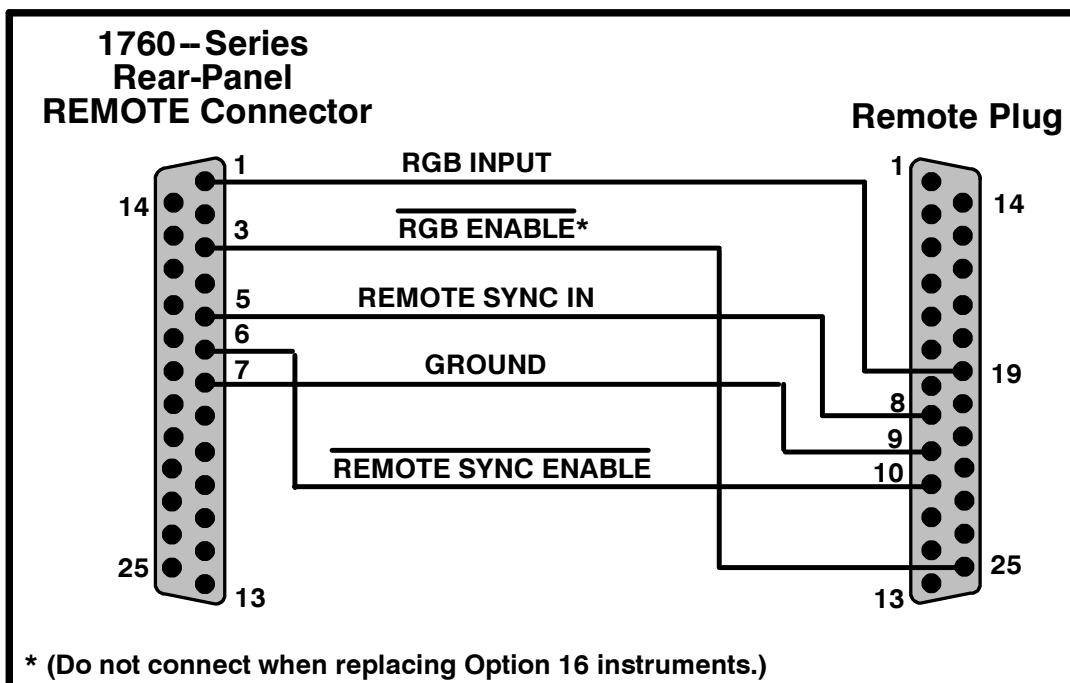 1760--Series
Rear-Panel
REMOTE Connector
Remote Plug
1
RGB INPUT
1
14
14
3
RGB ENABLE*
5
REMOTE SYNC IN
6
7
GROUND
19
8
9
REMOTE SYNC ENABLE
10
25
25
13
13
* (Do not connect when replacing Option 16 instruments.)